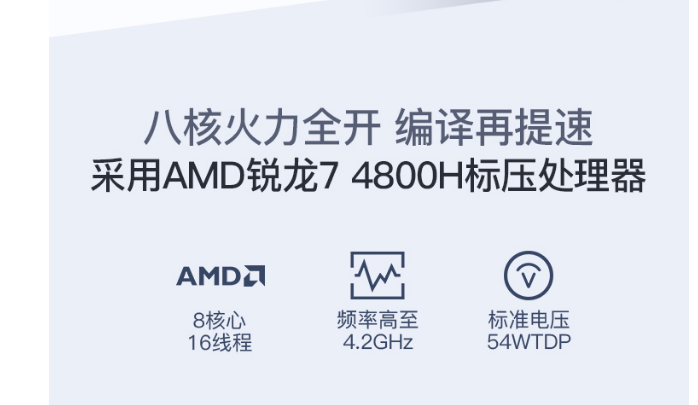 八核火力全开 编译再提速
采用AMD锐龙7 4800H标压处理器
AMD
8核心
16线程
频率高至
4.2GHz
标准电压
54WTDP